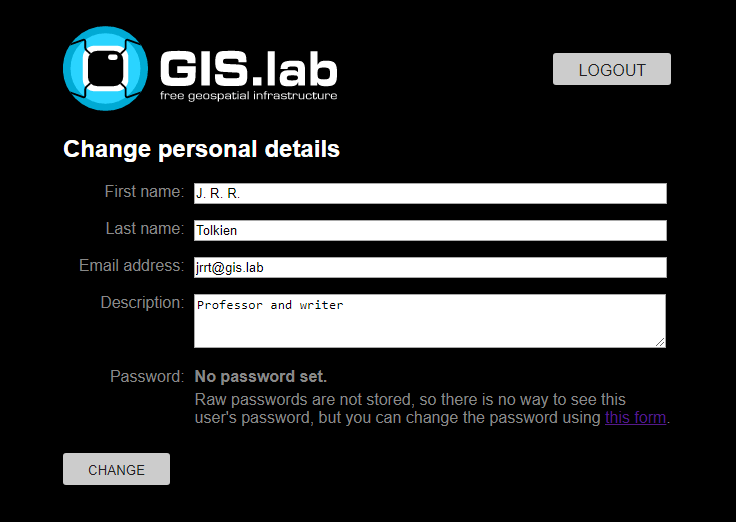 GIS.lab
free geospatial infrastructure
LOGOUT
Change personal details
First name: J. R. R.
Last name: Tolkien
Email address: jrrt@gis.lab
Description: Professor and writer
Password: No password set.
Raw passwords are not stored, so there is no way to see this
user's password, but you can change the password using this form.
CHANGE